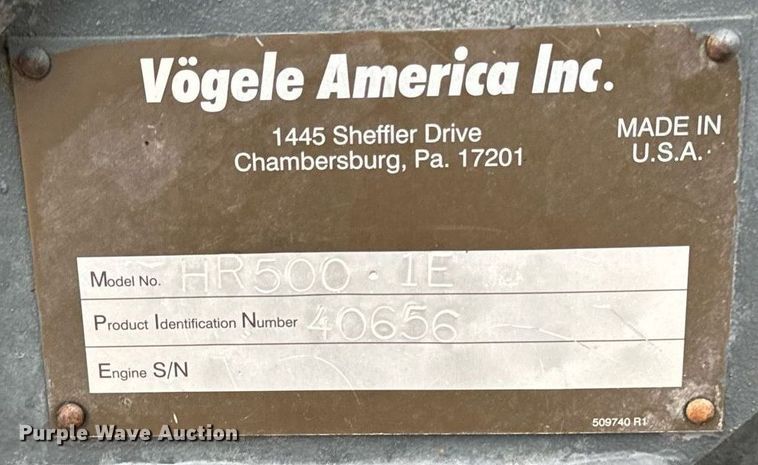 Vögele America Inc.
1445 Sheffler Drive
Chambersburg, Pa. 17201
MADE IN
U.S.A.
Model No. HR500·1E
Product Identification Number 40656
Engine S/N
509740 R1
Purple Wave Auction